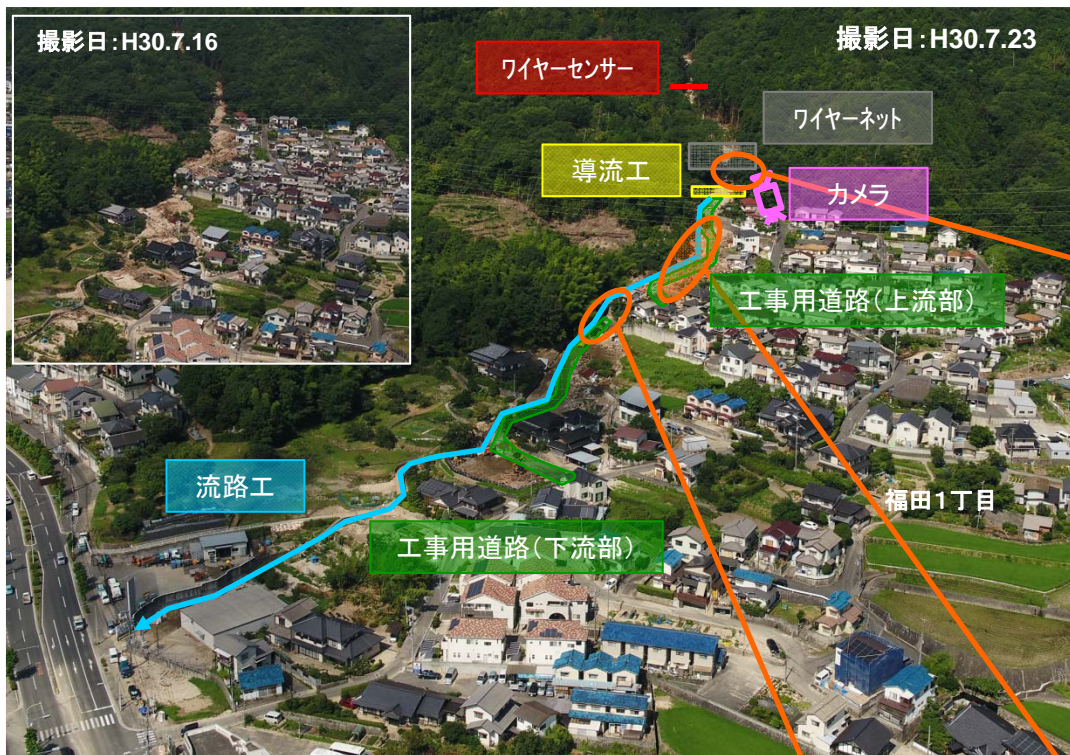 撮影日:H30.7.16
撮影日:H30.7.23
ワイヤーセンサー
ワイヤーネット
導流工
カメラ
工事用道路(上流部)
流路工
福田1丁目
工事用道路(下流部)